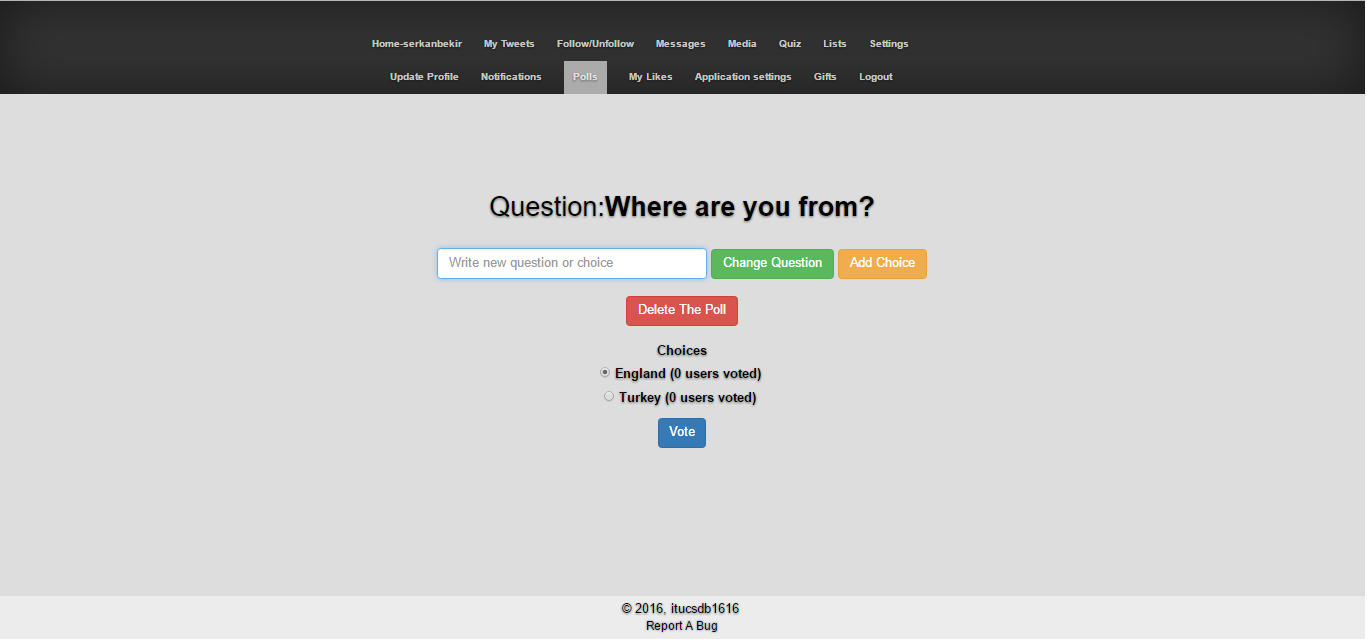 Home-serkanbekir My Tweets Follow/Unfollow Messages Media Quiz Lists Settings
Update Profile Notifications Polls My Likes Application settings Gifts Logout
Question:Where are you from?
Write new question or choice Change Question Add Choice
Delete The Poll
Choices
England (0 users voted)
Turkey (0 users voted)
Vote
© 2016, itucsdb1616
Report A Bug